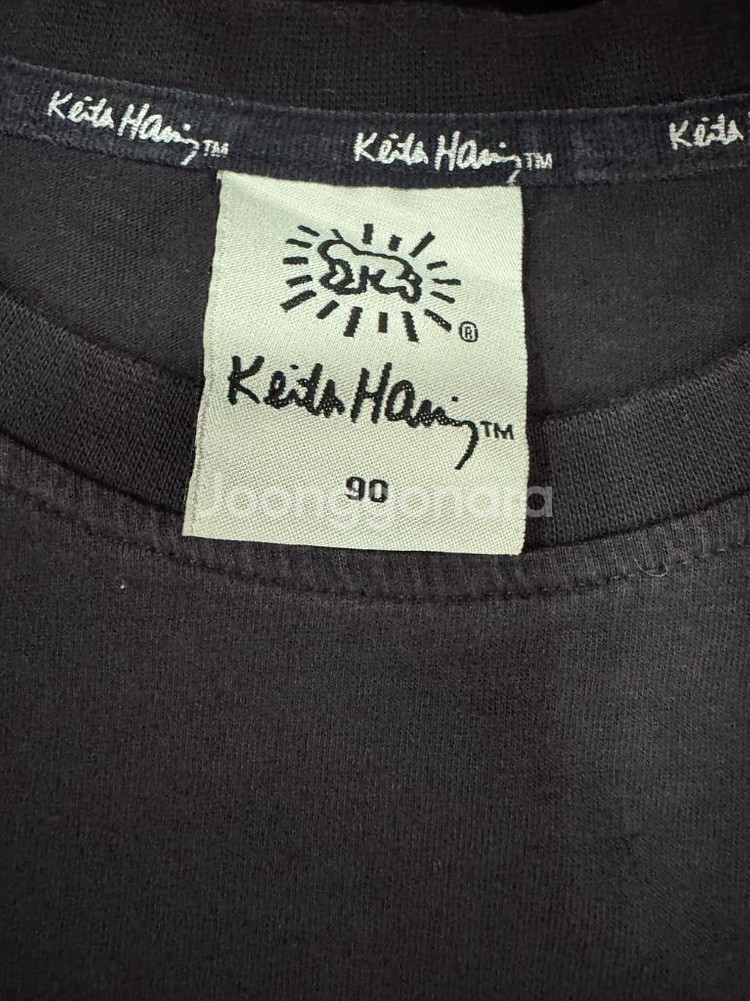 Keith Haring™ Keith Haring™ Keith
®
Keith Haring™
90
Joonggonara